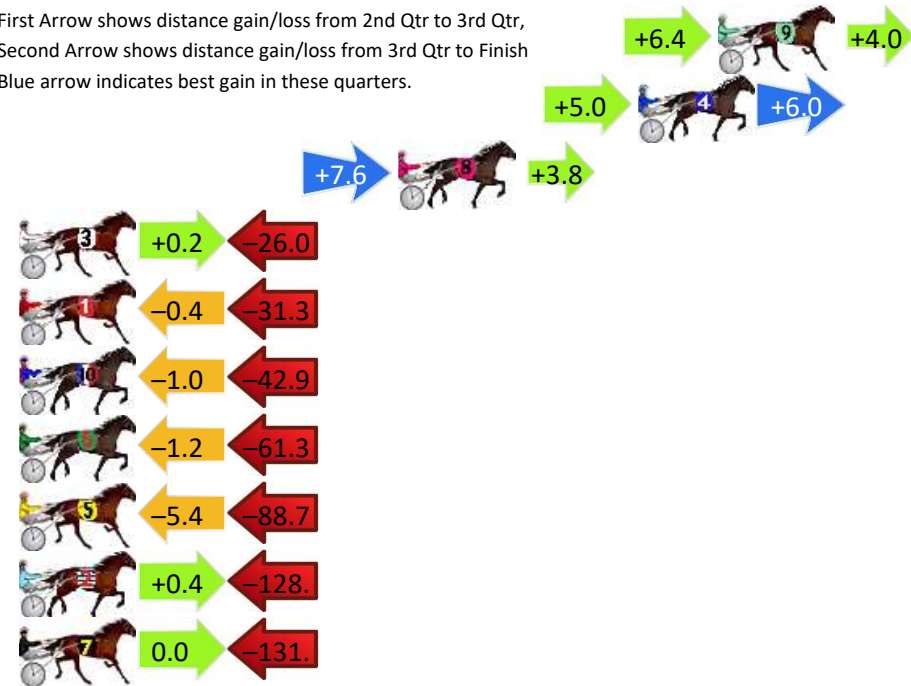 First Arrow shows distance gain/loss from 2nd Qtr to 3rd Qtr,
Second Arrow shows distance gain/loss from 3rd Qtr to Finish
Blue arrow indicates best gain in these quarters.
+6.4 9 +4.0
+5.0 4 +6.0
+7.6 8 +3.8
3 +0.2 –26.0
1 –0.4 –31.3
10 –1.0 –42.9
6 –1.2 –61.3
5 –5.4 –88.7
2 +0.4 –128.
7 0.0 –131.